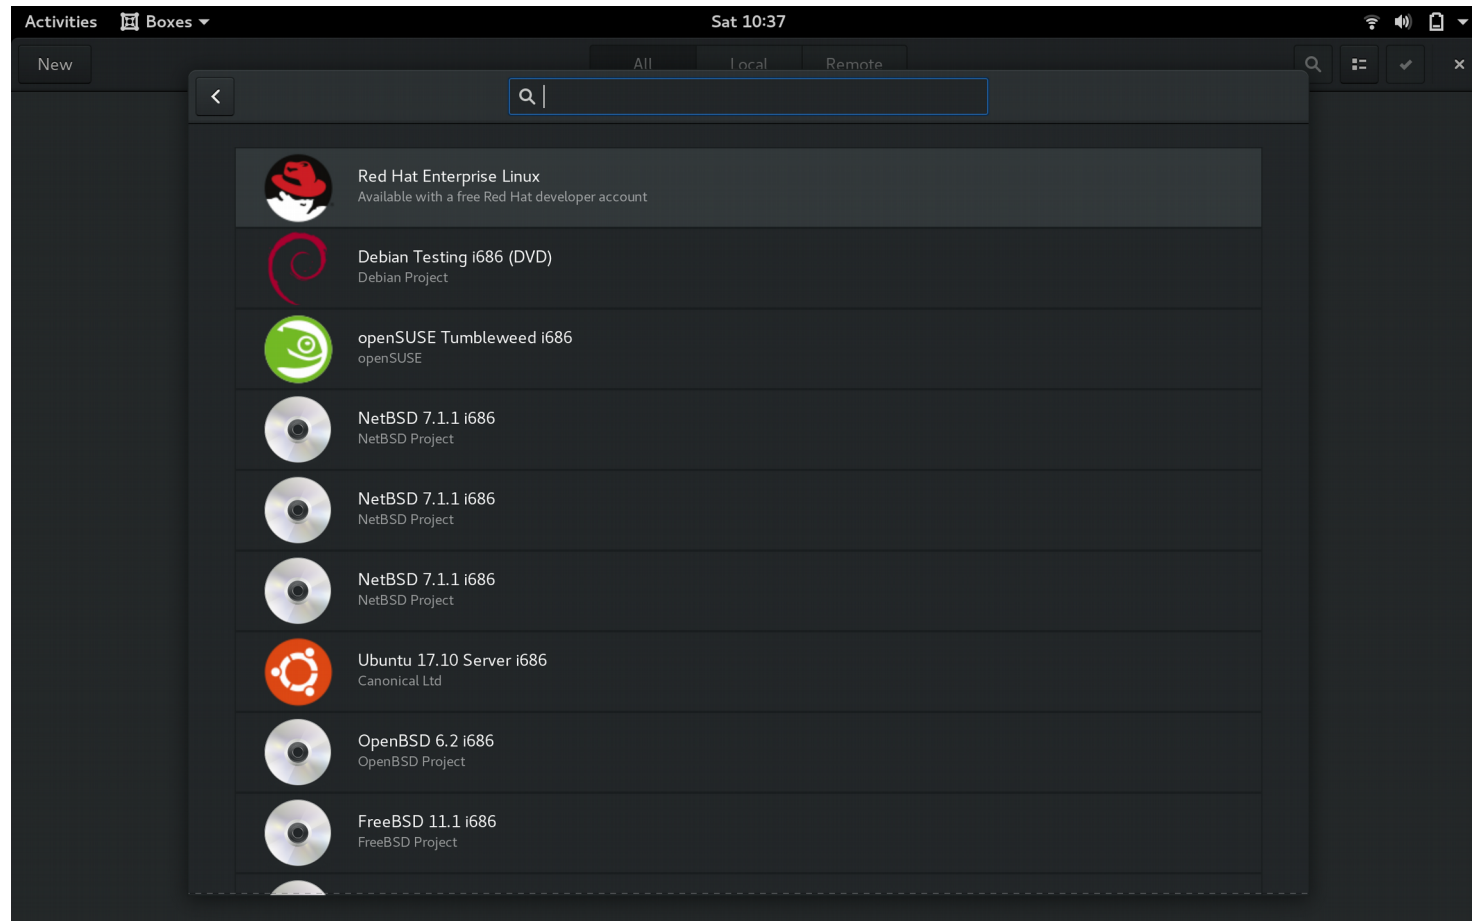 Activities Boxes Sat 10:37
New All Local Remote
Red Hat Enterprise Linux
Available with a free Red Hat developer account
Debian Testing i686 (DVD)
Debian Project
openSUSE Tumbleweed i686
openSUSE
NetBSD 7.1.1 i686
NetBSD Project
NetBSD 7.1.1 i686
NetBSD Project
NetBSD 7.1.1 i686
NetBSD Project
Ubuntu 17.10 Server i686
Canonical Ltd
OpenBSD 6.2 i686
OpenBSD Project
FreeBSD 11.1 i686
FreeBSD Project